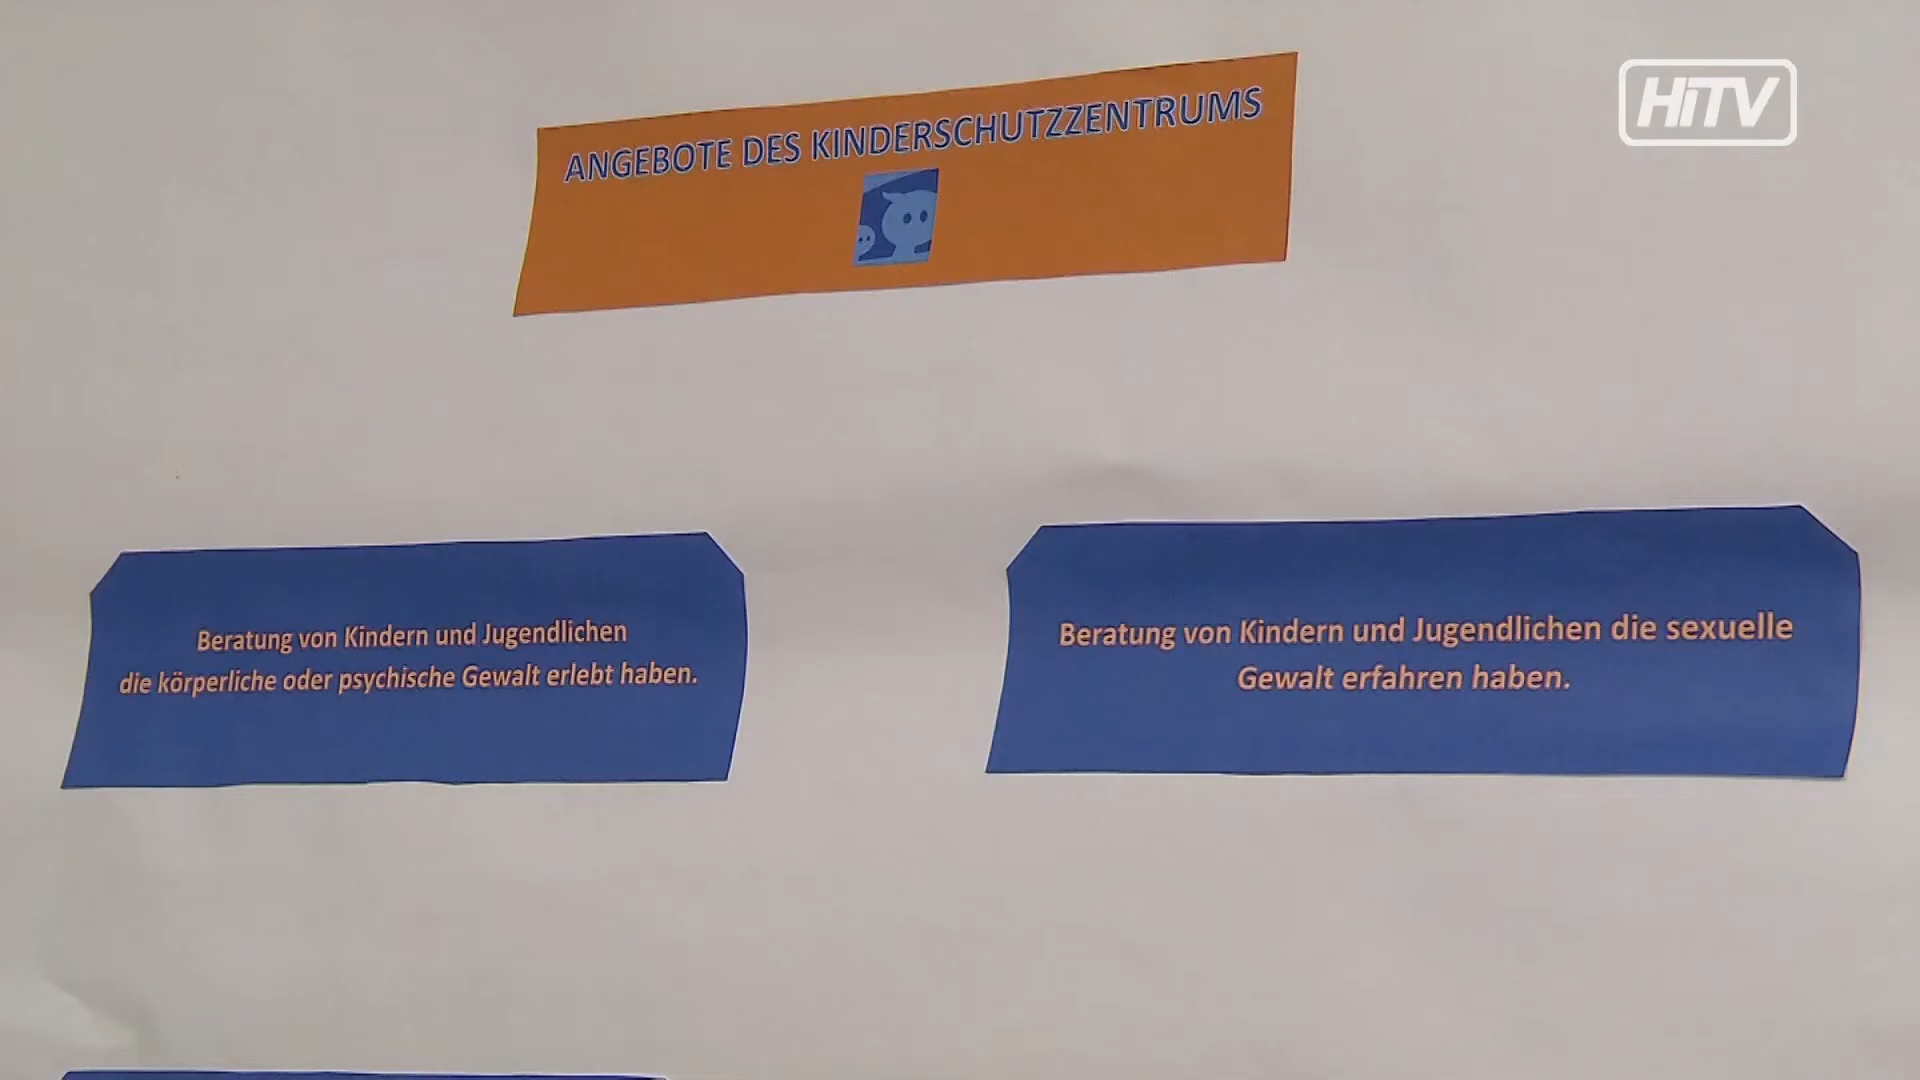 HiTV
ANGEBOTE DES KINDERSCHUTZZENTRUMS
Beratung von Kindern und Jugendlichen
die körperliche oder psychische Gewalt erlebt haben.
Beratung von Kindern und Jugendlichen die sexuelle
Gewalt erfahren haben.